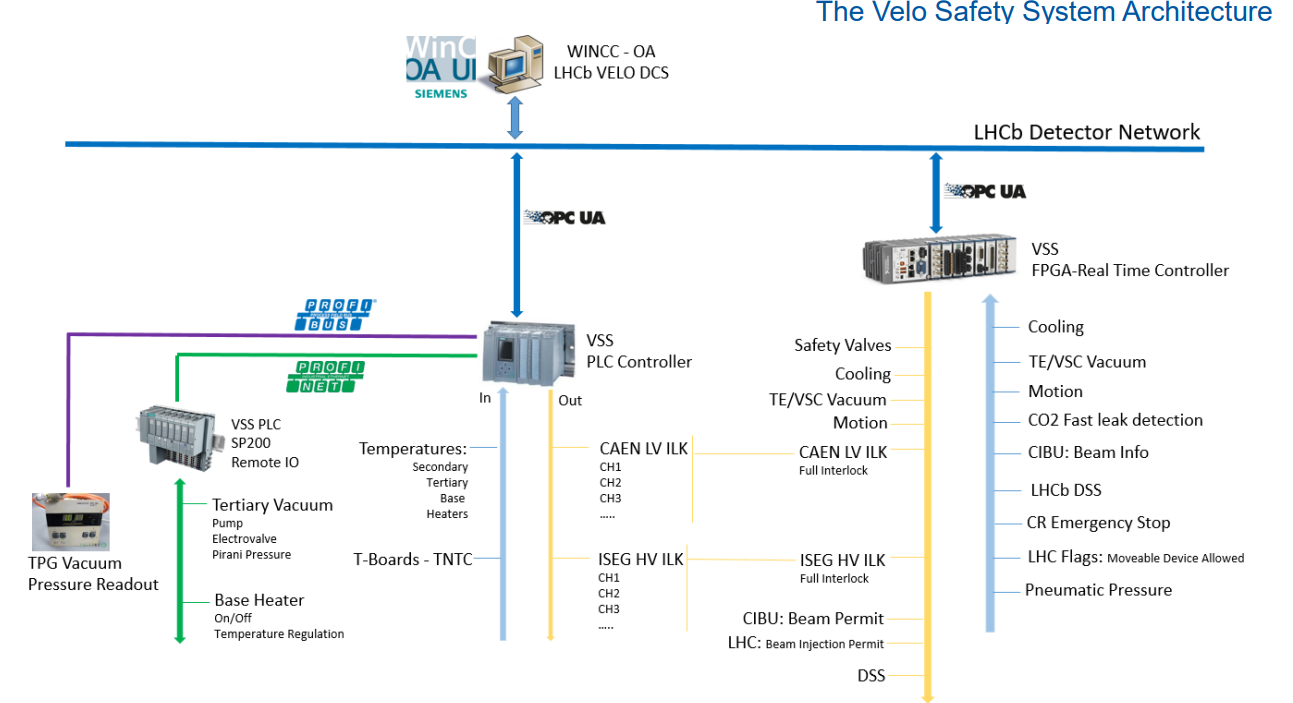 The Velo Safety System Architecture
WinC
OA UI
SIEMENS
WINCC - OA
LHCb VELO DCS
LHCb Detector Network
OPC UA
OPC UA
VSS
FPGA-Real Time Controller
PROFI
BUS
PROFI
NET
VSS
PLC Controller
In
Out
VSS PLC
SP200
Remote IO
Tertiary Vacuum
Pump
Electrovalve
Pirani Pressure
Base Heater
On/Off
Temperature Regulation
TPG Vacuum
Pressure Readout
Temperatures:
Secondary
Tertiary
Base
Heaters
T-Boards - TNTC
CAEN LV ILK
CH1
CH2
CH3
.....
ISEG HV ILK
CH1
CH2
CH3
.....
Safety Valves
Cooling
TE/VSC Vacuum
Motion
CAEN LV ILK
Full Interlock
ISEG HV ILK
Full Interlock
CIBU: Beam Permit
LHC: Beam Injection Permit
DSS
Cooling
TE/VSC Vacuum
Motion
CO2 Fast leak detection
CIBU: Beam Info
LHCb DSS
CR Emergency Stop
LHC Flags: Moveable Device Allowed
Pneumatic Pressure